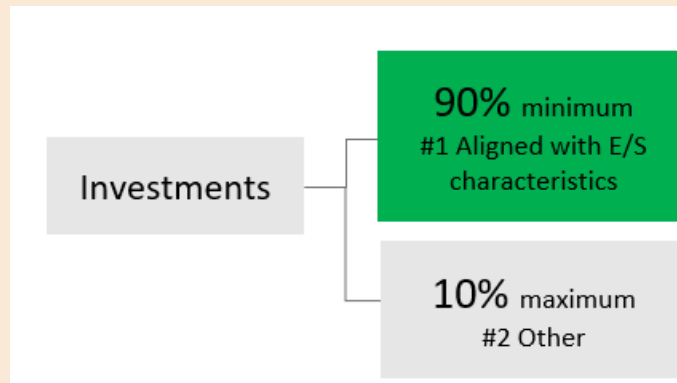 Investments
90% minimum
#1 Aligned with E/S
characteristics
10% maximum
#2 Other